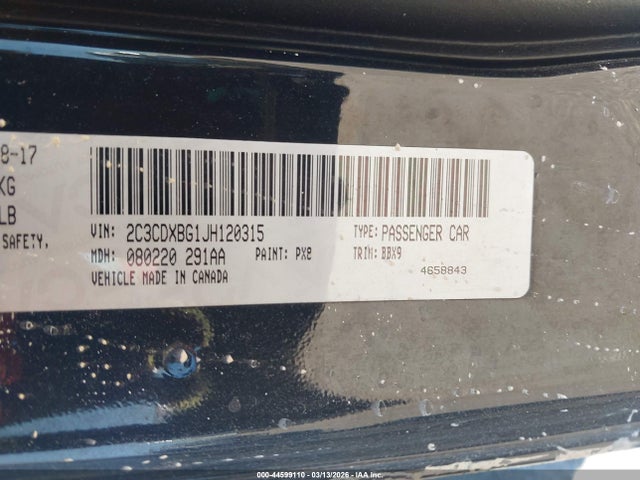 8-17
KG
LB
SAFETY,
VIN: 2C3CDXBG1JH120315 TYPE: PASSENGER CAR
MDH: 080220 291AA PAINT: PX8 TRIM: BBX9
VEHICLE MADE IN CANADA 4658843
000-44599110 - 03/13/2026 - IAA Inc.